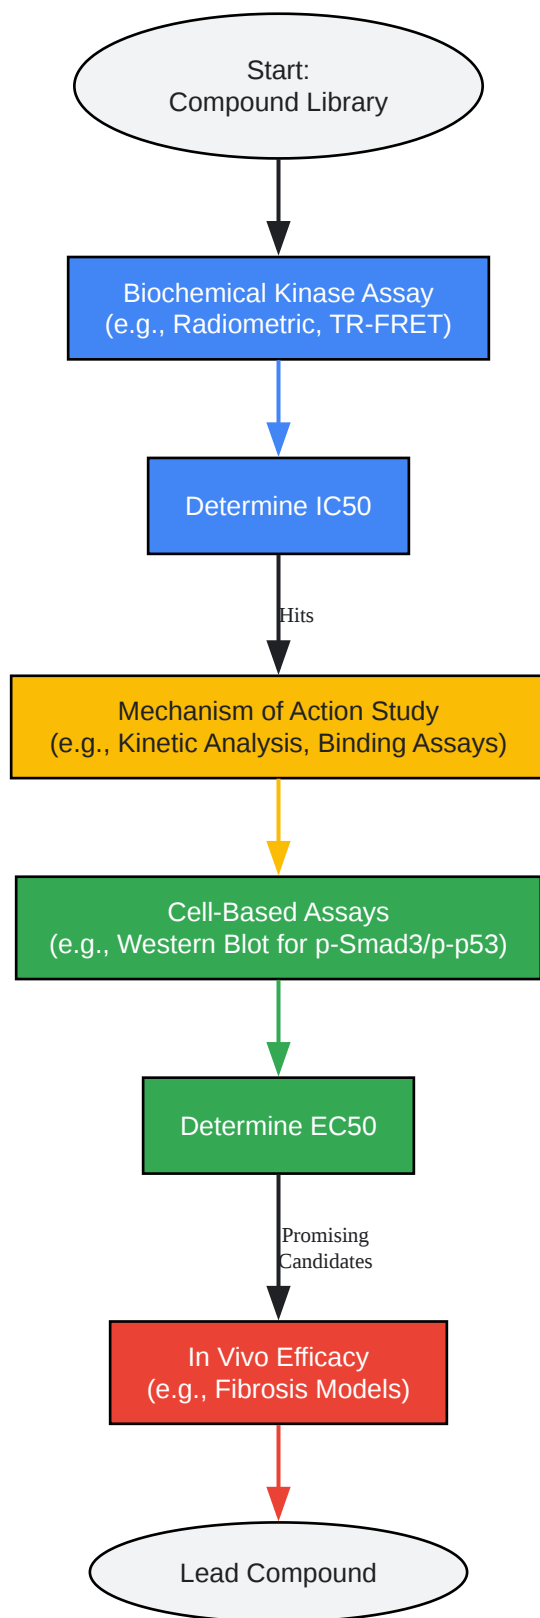 Start:
Compound Library
Biochemical Kinase Assay
(e.g., Radiometric, TR-FRET)
Determine IC50
Hits
Mechanism of Action Study
(e.g., Kinetic Analysis, Binding Assays)
Cell-Based Assays
(e.g., Western Blot for p-Smad3/p-p53)
Determine EC50
Promising
Candidates
In Vivo Efficacy
(e.g., Fibrosis Models)
Lead Compound